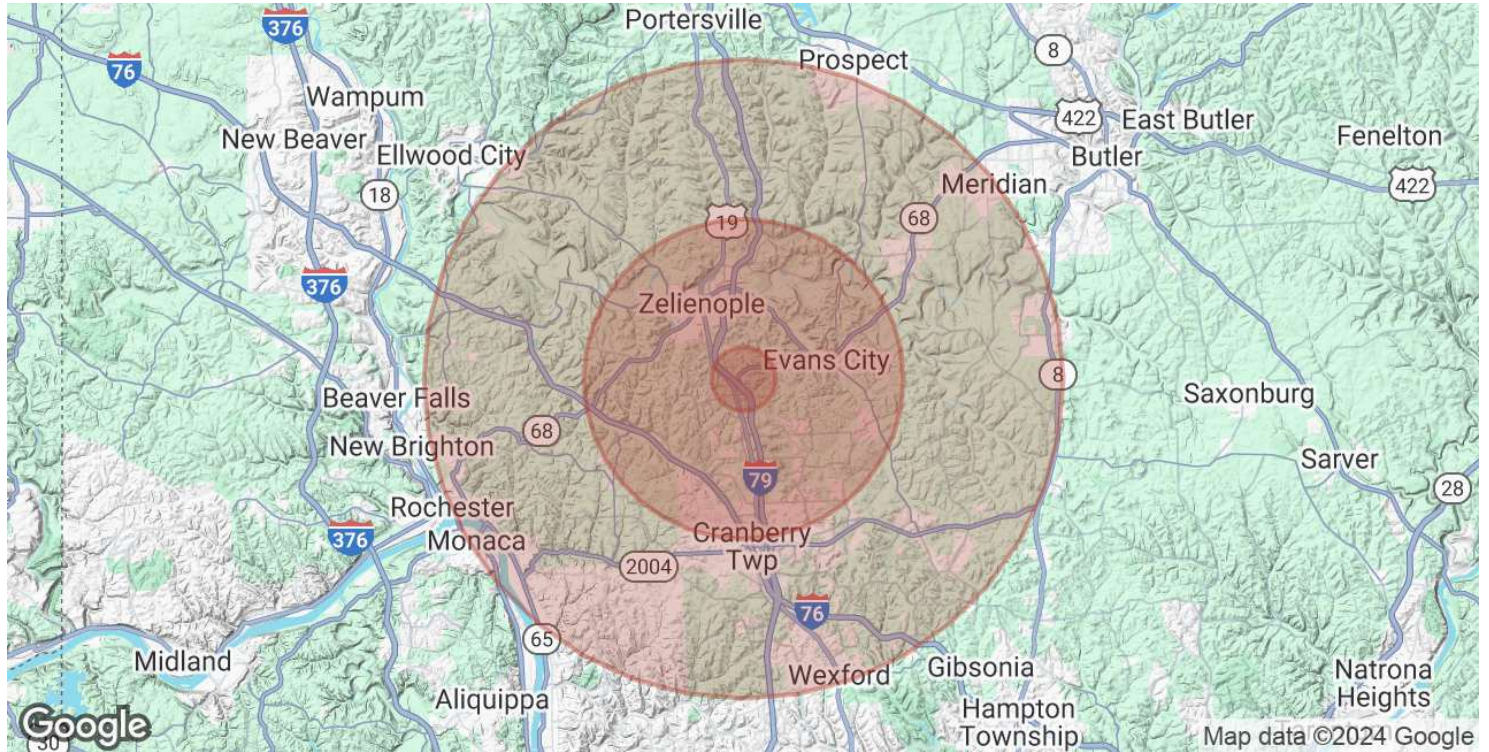 Portersville
376
8
Prospect
76
Wampum
422
East Butler
New Beaver
Fenelton
Ellwood City
Butler
Meridian
422
18
19
68
376
Zelienople
Evans City
8
Beaver Falls
Saxonburg
68
New Brighton
Sarver
79
28
Rochester
Cranberry
Twp
376
Monaca
2004
76
65
Midland
Wexford
Gibsonia
Natrona
Heights
Aliquippa
Hampton
Township
Google
Map data ©2024 Google
30